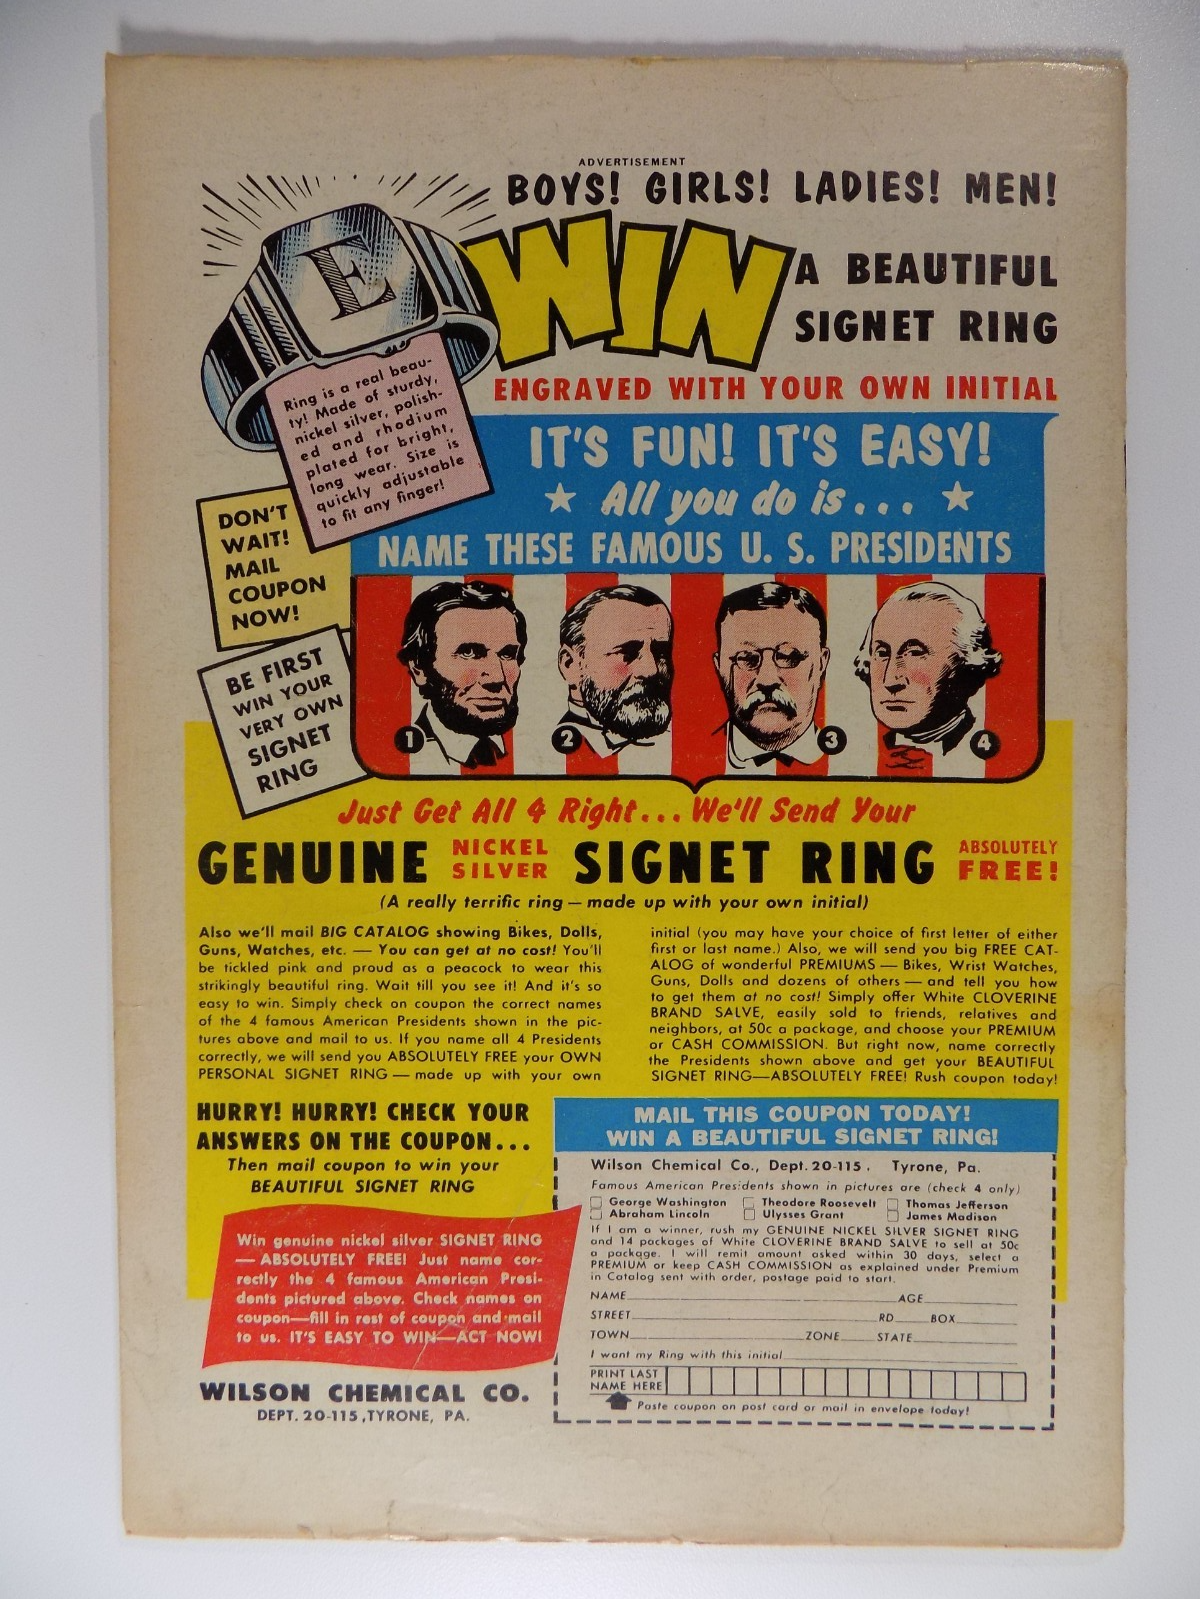 ADVERTISEMENT
BOYS! GIRLS! LADIES! MEN!
WIN
A BEAUTIFUL
SIGNET RING
ENGRAVED WITH YOUR OWN INITIAL
E
Ring is a real beau-
ty! Made of sturdy,
nickel silver, polish-
ed and rhodium
plated for bright,
long wear. Size is
quickly adjustable
to fit any finger!
DON'T
WAIT!
MAIL
COUPON
NOW!
BE FIRST
WIN YOUR
VERY OWN
SIGNET
RING
IT'S FUN! IT'S EASY!
★ All you do is... ★
NAME THESE FAMOUS U. S. PRESIDENTS
1 2 3 4
Just Get All 4 Right... We'll Send Your
GENUINE NICKEL SILVER SIGNET RING ABSOLUTELY FREE!
(A really terrific ring — made up with your own initial)
Also we'll mail BIG CATALOG showing Bikes, Dolls,
Guns, Watches, etc. — You can get at no cost! You'll
be tickled pink and proud as a peacock to wear this
strikingly beautiful ring. Wait till you see it! And it's so
easy to win. Simply check on coupon the correct names
of the 4 famous American Presidents shown in the pic-
tures above and mail to us. If you name all 4 Presidents
correctly, we will send you ABSOLUTELY FREE your OWN
PERSONAL SIGNET RING — made up with your own
initial (you may have your choice of first letter of either
first or last name.) Also, we will send you big FREE CAT-
ALOG of wonderful PREMIUMS — Bikes, Wrist Watches,
Guns, Dolls and dozens of others — and tell you how
to get them at no cost! Simply offer White CLOVERINE
BRAND SALVE, easily sold to friends, relatives and
neighbors, at 50c a package, and choose your PREMIUM
or CASH COMMISSION. But right now, name correctly
the Presidents shown above and get your BEAUTIFUL
SIGNET RING—ABSOLUTELY FREE! Rush coupon today!
HURRY! HURRY! CHECK YOUR
ANSWERS ON THE COUPON...
Then mail coupon to win your
BEAUTIFUL SIGNET RING
Win genuine nickel silver SIGNET RING
— ABSOLUTELY FREE! Just name cor-
rectly the 4 famous American Presi-
dents pictured above. Check names on
coupon—fill in rest of coupon and mail
to us. IT'S EASY TO WIN—ACT NOW!
WILSON CHEMICAL CO.
DEPT. 20-115, TYRONE, PA.
MAIL THIS COUPON TODAY!
WIN A BEAUTIFUL SIGNET RING!
Wilson Chemical Co., Dept. 20-115. Tyrone, Pa.
Famous American Presidents shown in pictures are (check 4 only)
George Washington Theodore Roosevelt Thomas Jefferson
Abraham Lincoln Ulysses Grant James Madison
If I am a winner, rush my GENUINE NICKEL SILVER SIGNET RING
and 14 packages of White CLOVERINE BRAND SALVE to sell at 50c
a package. I will remit amount asked within 30 days, select a
PREMIUM or keep CASH COMMISSION as explained under Premium
in Catalog sent with order, postage paid to start.
NAME AGE
STREET RD BOX
TOWN ZONE STATE
I want my Ring with this initial
PRINT LAST
NAME HERE
Paste coupon on post card or mail in envelope today!